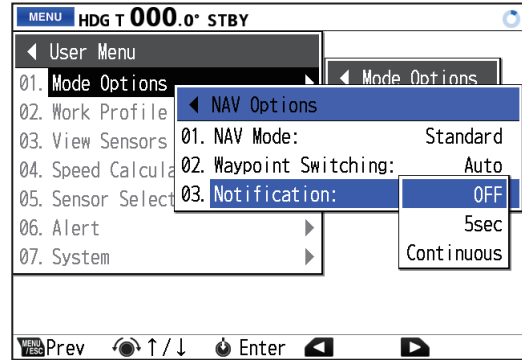 MENU HDG T 000.0° STBY
◀ User Menu
01. Mode Options ▶
◀ Mode Options
02. Work Profile
◀ NAV Options
03. View Sensors
01. NAV Mode: Standard
04. Speed Calcula
02. Waypoint Switching: Auto
05. Sensor Select
03. Notification: OFF
06. Alert ▶
5sec
07. System ▶
Continuous
MENU/ESC Prev ↑/↓ Enter ◀ ▶